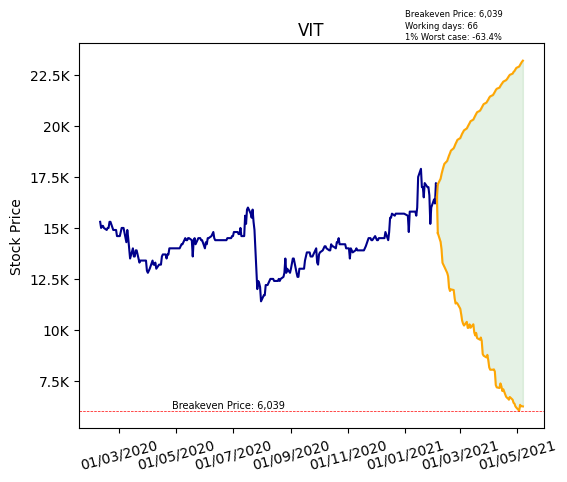 Breakeven Price: 6,039
Working days: 66
1% Worst case: -63.4%
VIT
Stock Price
22.5K
20K
17.5K
15K
12.5K
10K
7.5K
Breakeven Price: 6,039
01/03/2020
01/05/2020
01/07/2020
01/09/2020
01/11/2020
01/01/2021
01/03/2021
01/05/2021